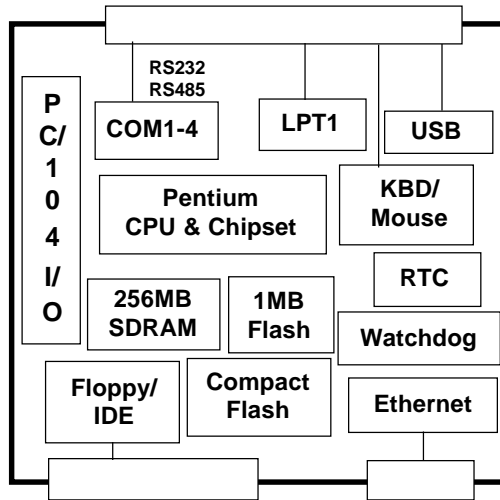 RS232
RS485
COM1-4
LPT1
USB
P
C/
1
0
4
I/
O
Pentium
CPU & Chipset
KBD/
Mouse
RTC
256MB
SDRAM
1MB
Flash
Watchdog
Floppy/
IDE
Compact
Flash
Ethernet